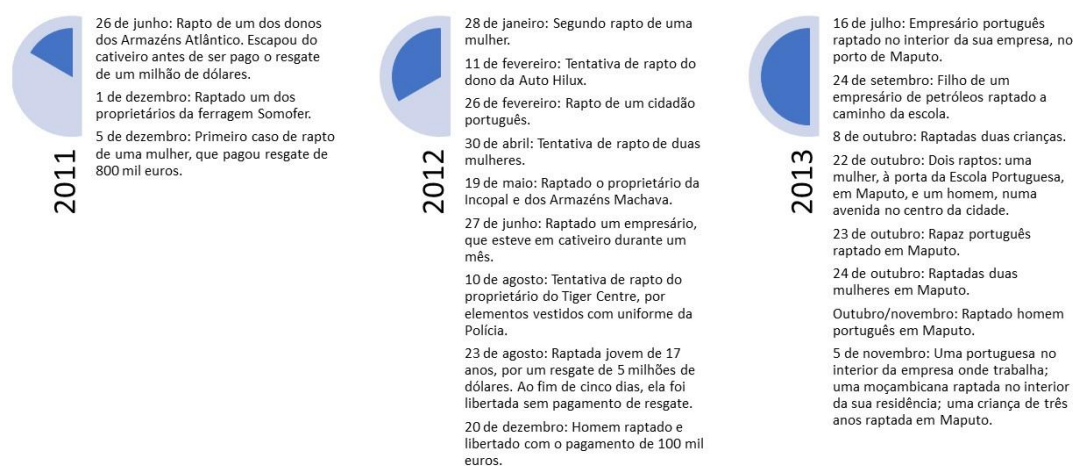 26 de junho: Rapto de um dos donos
dos Armazéns Atlântico. Escapou do
cativeiro antes de ser pago o resgate
de um milhão de dólares.
1 de dezembro: Raptado um dos
proprietários da ferragem Somofer.
5 de dezembro: Primeiro caso de rapto
de uma mulher, que pagou resgate de
800 mil euros.
2011
28 de janeiro: Segundo rapto de uma
mulher.
11 de fevereiro: Tentativa de rapto do
dono da Auto Hilux.
26 de fevereiro: Rapto de um cidadão
português.
30 de abril: Tentativa de rapto de duas
mulheres.
19 de maio: Raptado o proprietário da
Incopal e dos Armazéns Machava.
27 de junho: Raptado um empresário,
que esteve em cativeiro durante um
mês.
10 de agosto: Tentativa de rapto do
proprietário do Tiger Centre, por
elementos vestidos com uniforme da
Polícia.
23 de agosto: Raptada jovem de 17
anos, por um resgate de 5 milhões de
dólares. Ao fim de cinco dias, ela foi
libertada sem pagamento de resgate.
20 de dezembro: Homem raptado e
libertado com o pagamento de 100 mil
euros.
2012
16 de julho: Empresário português
raptado no interior da sua empresa, no
porto de Maputo.
24 de setembro: Filho de um
empresário de petróleos raptado a
caminho da escola.
8 de outubro: Raptadas duas crianças.
22 de outubro: Dois raptos: uma
mulher, à porta da Escola Portuguesa,
em Maputo, e um homem, numa
avenida no centro da cidade.
23 de outubro: Rapaz português
raptado em Maputo.
24 de outubro: Raptadas duas
mulheres em Maputo.
Outubro/novembro: Raptado homem
português em Maputo.
5 de novembro: Uma portuguesa no
interior da empresa onde trabalha;
uma moçambicana raptada no interior
da sua residência; uma criança de três
anos raptada em Maputo.
2013